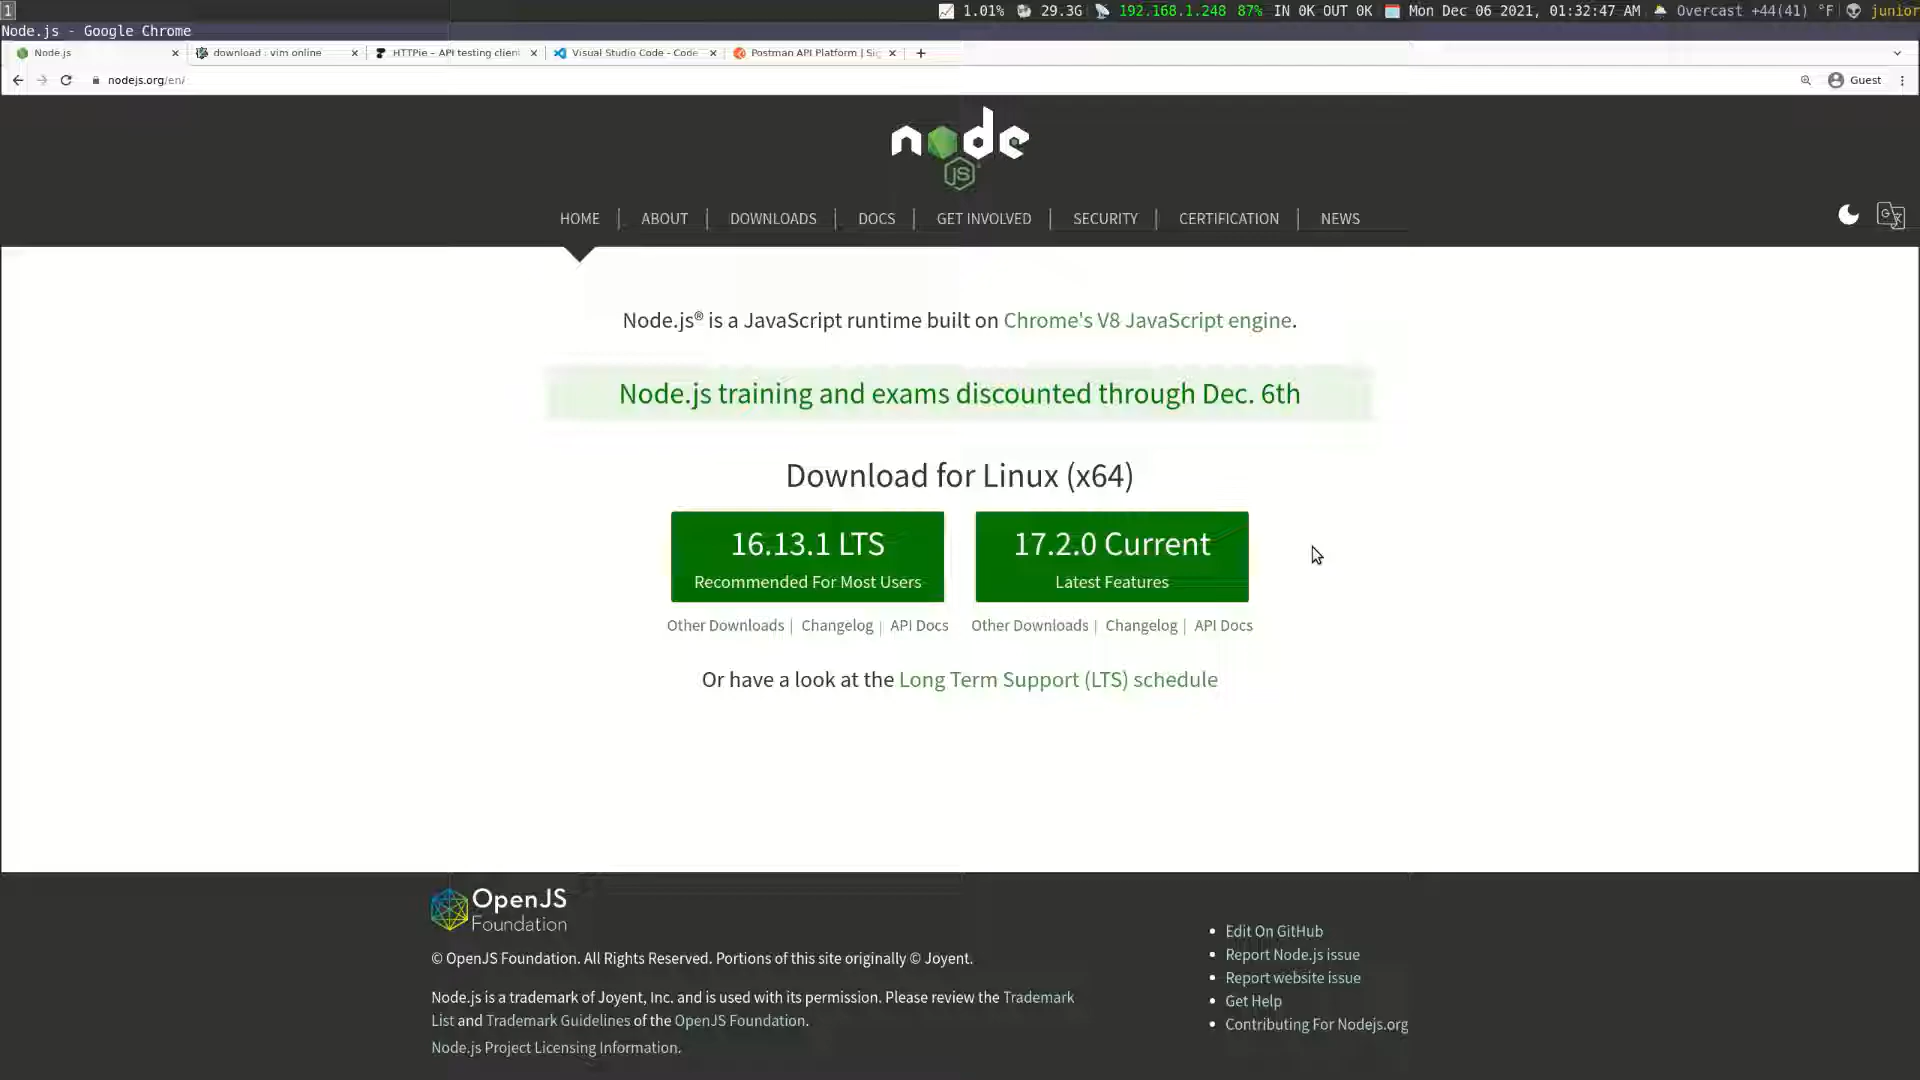 1 1.01% 29.3G 192.168.1.248 87% IN 0K OUT 0K Mon Dec 06 2021, 01:32:47 AM Overcast +44(41) °F junior
Node.js - Google Chrome
Node.js download : vim online HTTPie – API testing client Visual Studio Code - Code Postman API Platform | Sig
nodejs.org/en/ Guest
node
JS
HOME ABOUT DOWNLOADS DOCS GET INVOLVED SECURITY CERTIFICATION NEWS
Node.js® is a JavaScript runtime built on Chrome's V8 JavaScript engine.
Node.js training and exams discounted through Dec. 6th
Download for Linux (x64)
16.13.1 LTS
Recommended For Most Users
17.2.0 Current
Latest Features
Other Downloads | Changelog | API Docs Other Downloads | Changelog | API Docs
Or have a look at the Long Term Support (LTS) schedule
OpenJS
Foundation
© OpenJS Foundation. All Rights Reserved. Portions of this site originally © Joyent.
Node.js is a trademark of Joyent, Inc. and is used with its permission. Please review the Trademark
List and Trademark Guidelines of the OpenJS Foundation.
Node.js Project Licensing Information.
Edit On GitHub
Report Node.js issue
Report website issue
Get Help
Contributing For Nodejs.org